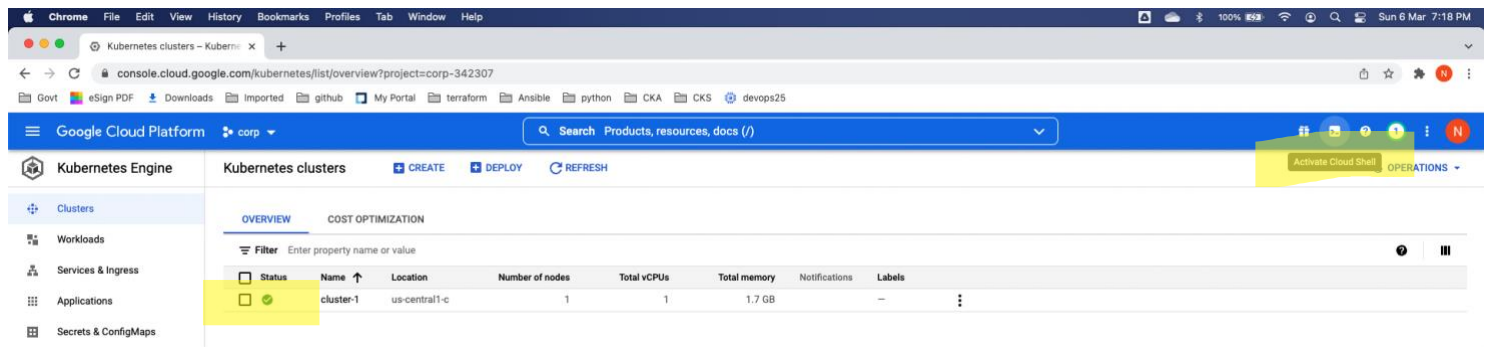 Chrome File Edit View History Bookmarks Profiles Tab Window Help 100% Sun 6 Mar 7:18 PM
Kubernetes clusters – Kuberne
console.cloud.google.com/kubernetes/list/overview?project=corp-342307 N
Govt eSign PDF Downloads Imported github My Portal terraform Ansible python CKA CKS devops25
Google Cloud Platform corp Search Products, resources, docs (/) 1 N
Kubernetes Engine Kubernetes clusters CREATE DEPLOY REFRESH Activate Cloud Shell OPERATIONS
Clusters
OVERVIEW COST OPTIMIZATION
Workloads
Filter Enter property name or value
Services & Ingress
Status Name Location Number of nodes Total vCPUs Total memory Notifications Labels
Applications
cluster-1 us-central1-c 1 1 1.7 GB –
Secrets & ConfigMaps